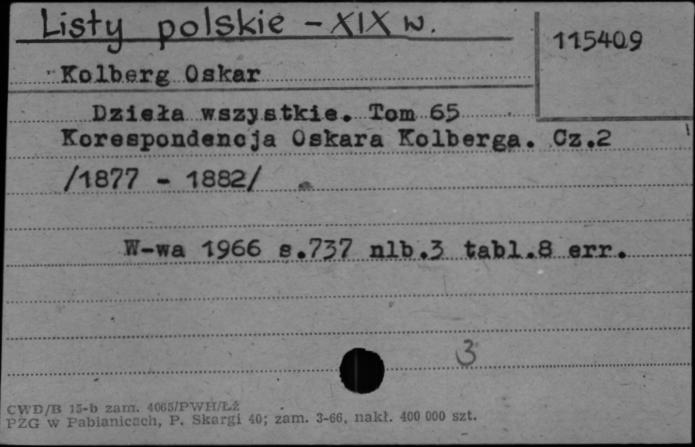 Listy polskie - XIX w.
115409
Kolberg Oskar
Dzieła wszystkie. Tom 65
Korespondencja Oskara Kolberga. Cz.2
/1877 - 1882/
W-wa 1966 s.737 nlb.3 tabl.8 err.
3
CWD/B 15-b zam. 4065/PWH/Łż
PZG w Pabianicach, P. Skargi 40; zam. 3-66, nakł. 400 000 szt.